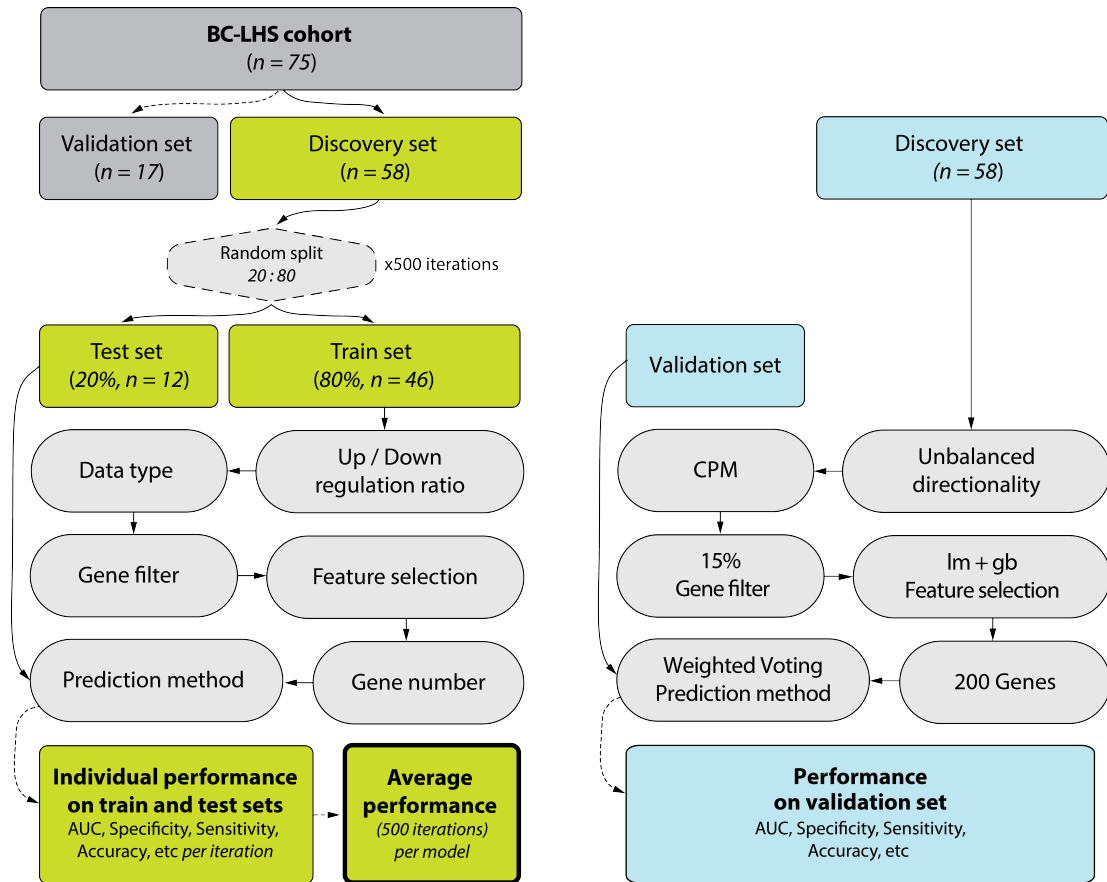 BC-LHS cohort
(n = 75)
Validation set
(n = 17)
Discovery set
(n = 58)
Random split
20 : 80
x500 iterations
Test set
(20%, n = 12)
Train set
(80%, n = 46)
Data type
Up / Down
regulation ratio
Gene filter
Feature selection
Prediction method
Gene number
Individual performance
on train and test sets
AUC, Specificity, Sensitivity,
Accuracy, etc per iteration
Average
performance
(500 iterations)
per model
Discovery set
(n = 58)
Validation set
CPM
Unbalanced
directionality
15%
Gene filter
lm + gb
Feature selection
Weighted Voting
Prediction method
200 Genes
Performance
on validation set
AUC, Specificity, Sensitivity,
Accuracy, etc